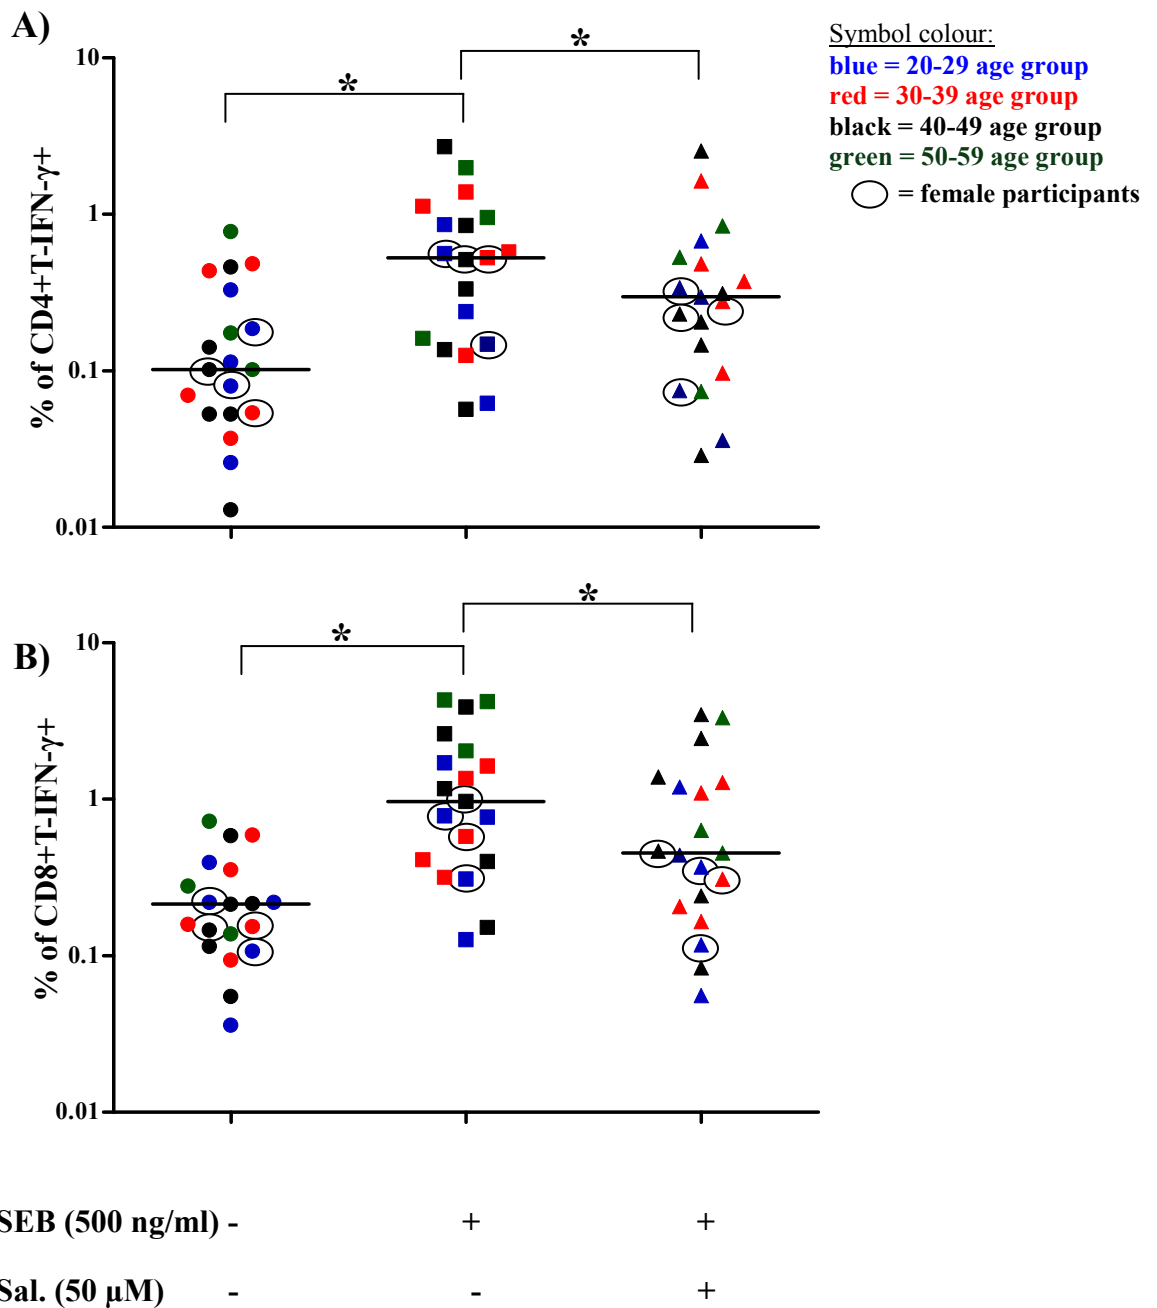 A)
Symbol colour:
blue = 20-29 age group
red = 30-39 age group
black = 40-49 age group
green = 50-59 age group
= female participants
% of CD4+T-IFN-γ+
10
1
0.1
0.01
*
*
B)
% of CD8+T-IFN-γ+
10
1
0.1
0.01
*
*
SEB (500 ng/ml) - + +
Sal. (50 μM) - - +